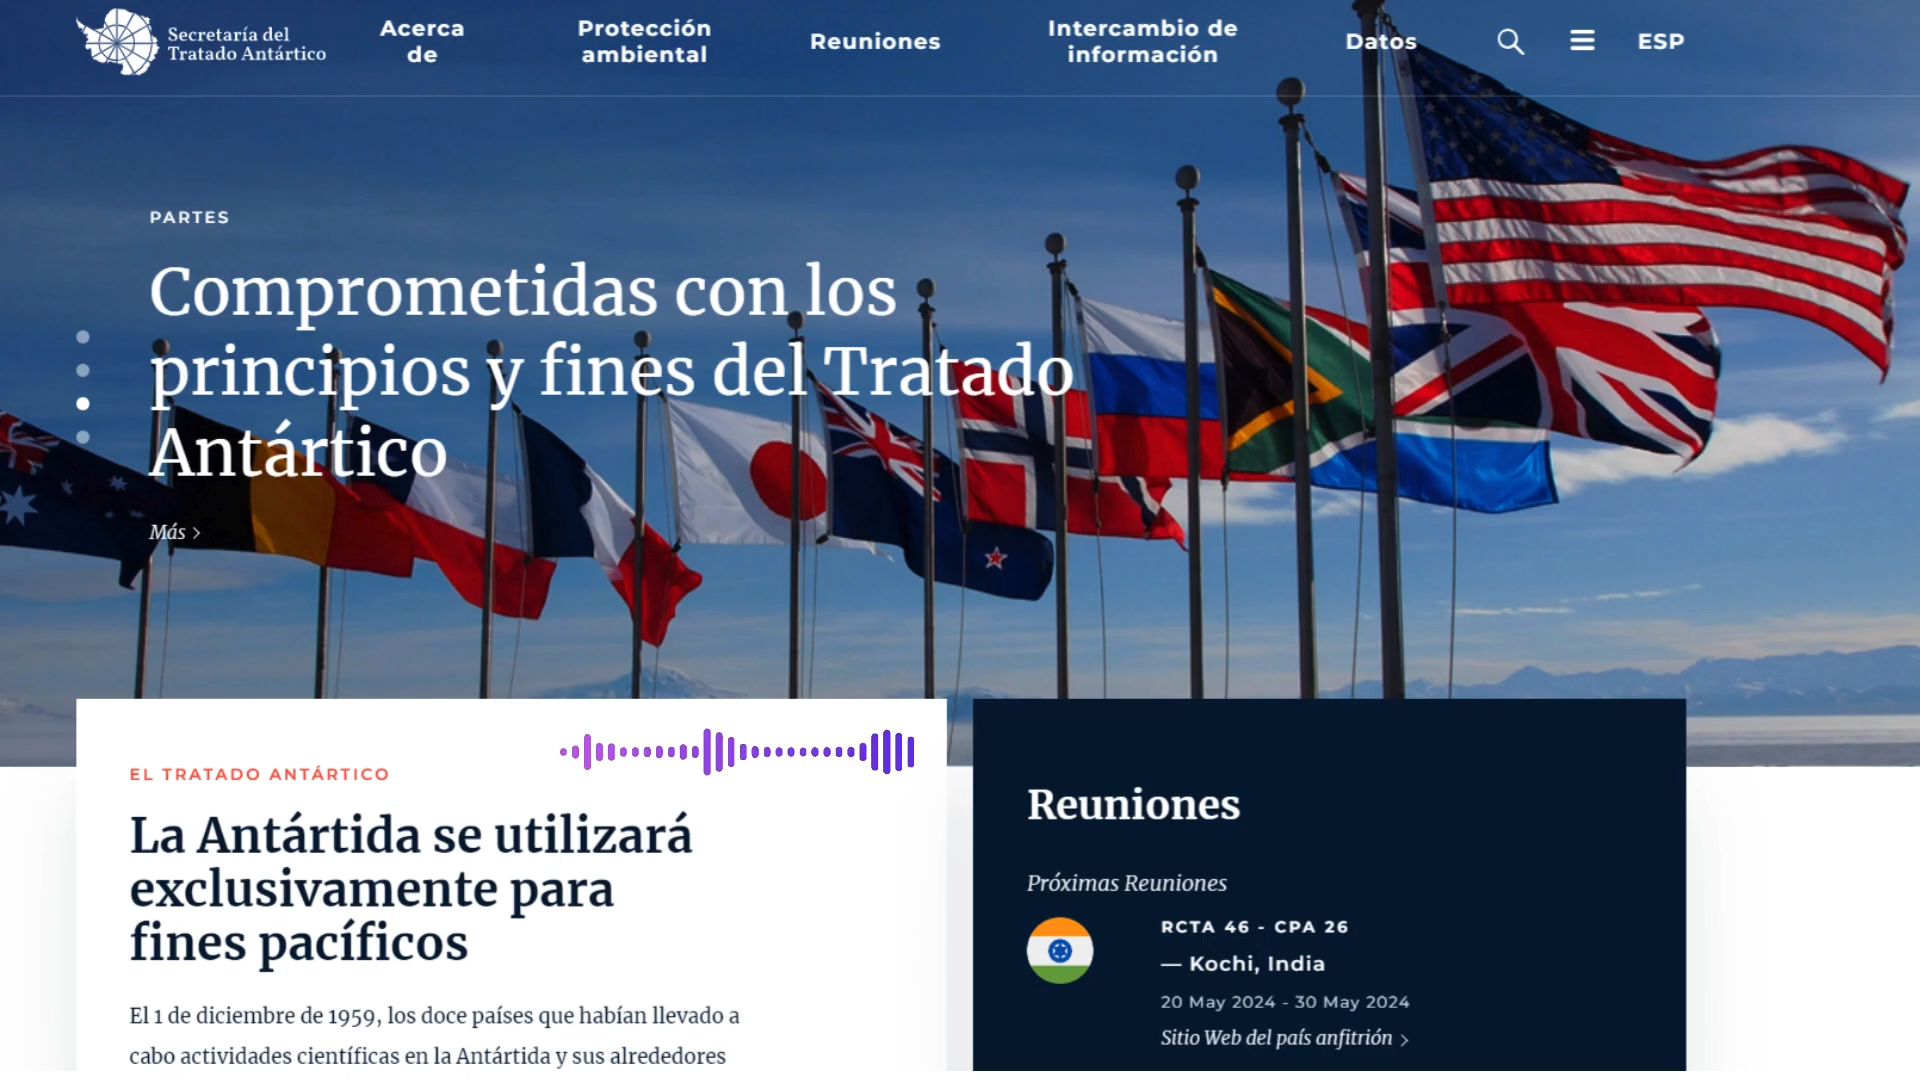 Secretaría del
Tratado Antártico
Acerca
de
Protección
ambiental
Reuniones
Intercambio de
información
Datos
ESP
PARTES
Comprometidas con los
principios y fines del Tratado
Antártico
Más
EL TRATADO ANTÁRTICO
La Antártida se utilizará
exclusivamente para
fines pacíficos
El 1 de diciembre de 1959, los doce países que habían llevado a
cabo actividades científicas en la Antártida y sus alrededores
Reuniones
Próximas Reuniones
RCTA 46 - CPA 26
— Kochi, India
20 May 2024 - 30 May 2024
Sitio Web del país anfitrión